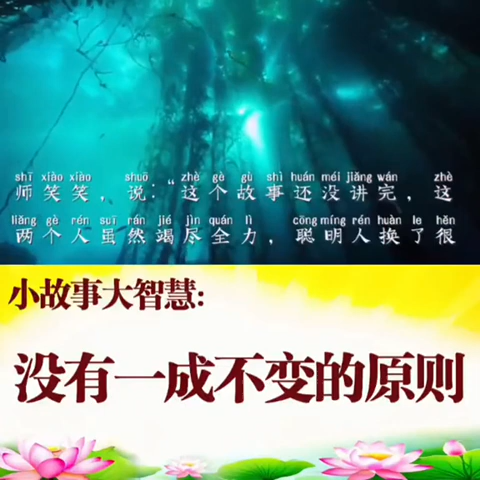 shī xiào xiào shuō zhè gè gù shì huán méi jiǎng wán zhè
师笑笑，说：“这个故事还没讲完，这
liǎng gè rén suī rán jié jìn quán lì cōng míng rén huàn le hěn
两个人虽然竭尽全力，聪明人换了很
小故事大智慧：
没有一成不变的原则